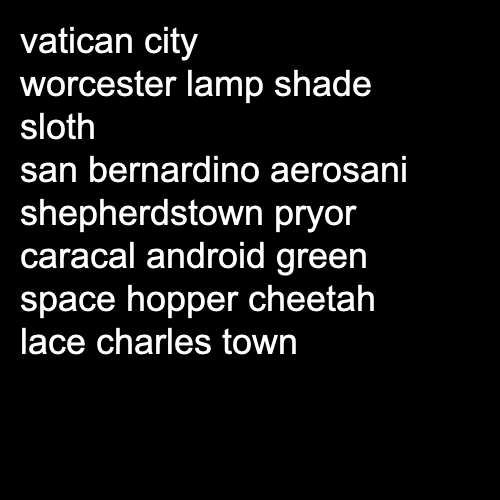 vatican city
worcester lamp shade
sloth
san bernardino aerosani
shepherdstown pryor
caracal android green
space hopper cheetah
lace charles town